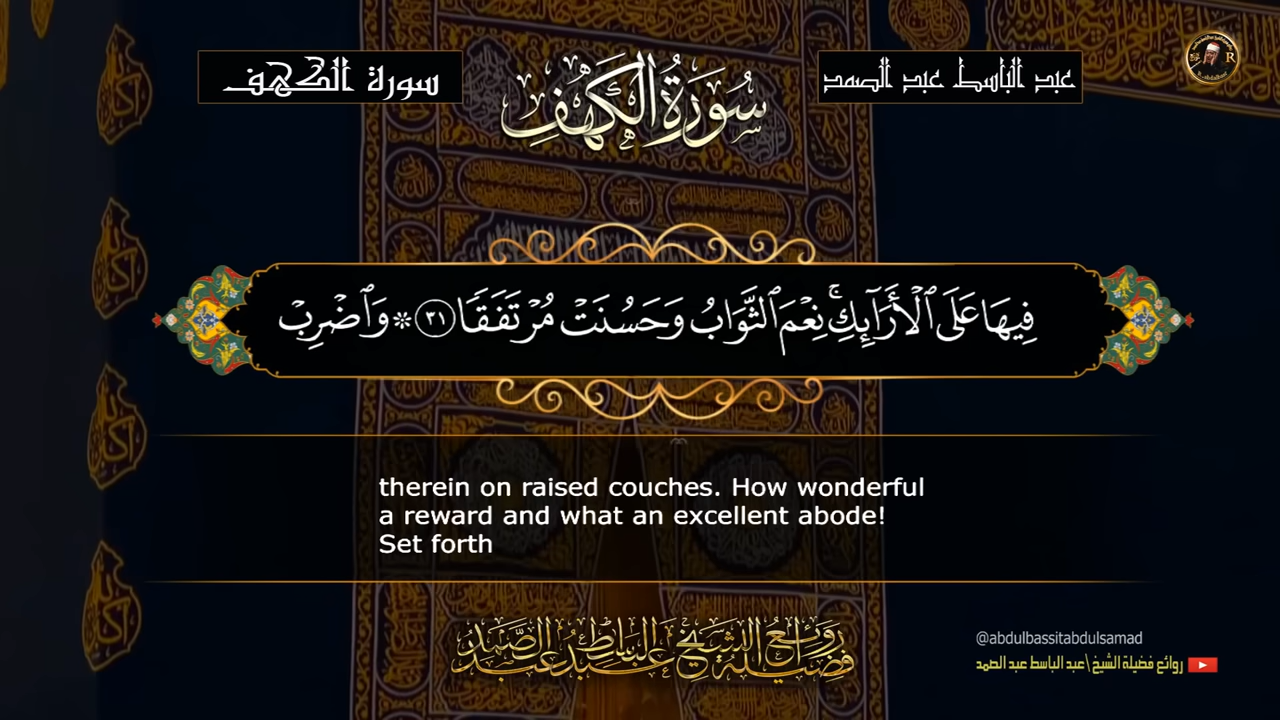 سورة الكهف
سُورَةُ الكَهْفِ
عبد الباسط عبد الصمد
R
فِيهَا عَلَى ٱلْأَرَآئِكِۚ نِعْمَ ٱلثَّوَابُ وَحَسُنَتْ مُرْتَفَقًا ٣١ ۞ وَٱضْرِبْ
therein on raised couches. How wonderful
a reward and what an excellent abode!
Set forth
روائع الشيخ
فضيلة عبد الباسط عبد الصمد
@abdulbassitabdulsamad
روائع فضيلة الشيخ \ عبد الباسط عبد الصمد